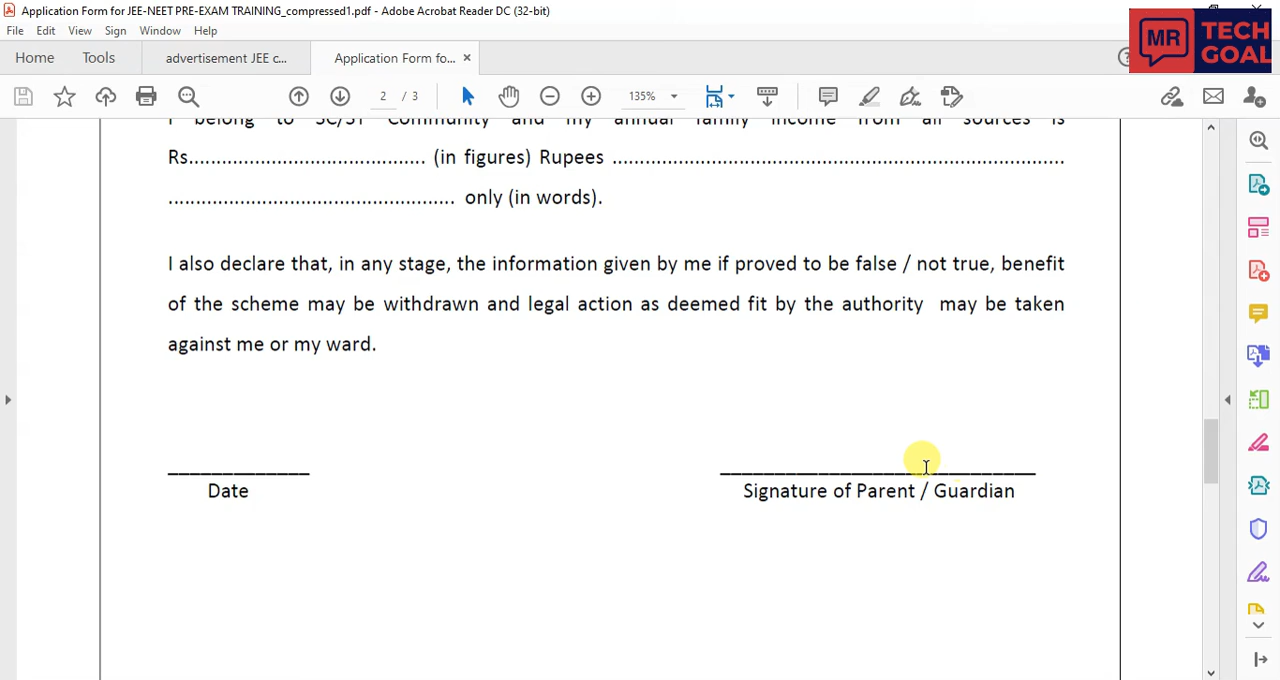 Application Form for JEE-NEET PRE-EXAM TRAINING_compressed1.pdf - Adobe Acrobat Reader DC (32-bit)
File Edit View Sign Window Help
MR TECH GOAL
Home Tools advertisement JEE c... Application Form fo... ×
2 / 3 135%
I belong to SC/ST Community and my annual family income from all sources is
Rs........................................... (in figures) Rupees ..................................................................................
.................................................... only (in words).
I also declare that, in any stage, the information given by me if proved to be false / not true, benefit
of the scheme may be withdrawn and legal action as deemed fit by the authority may be taken
against me or my ward.
_____________ _____________________________
Date Signature of Parent / Guardian